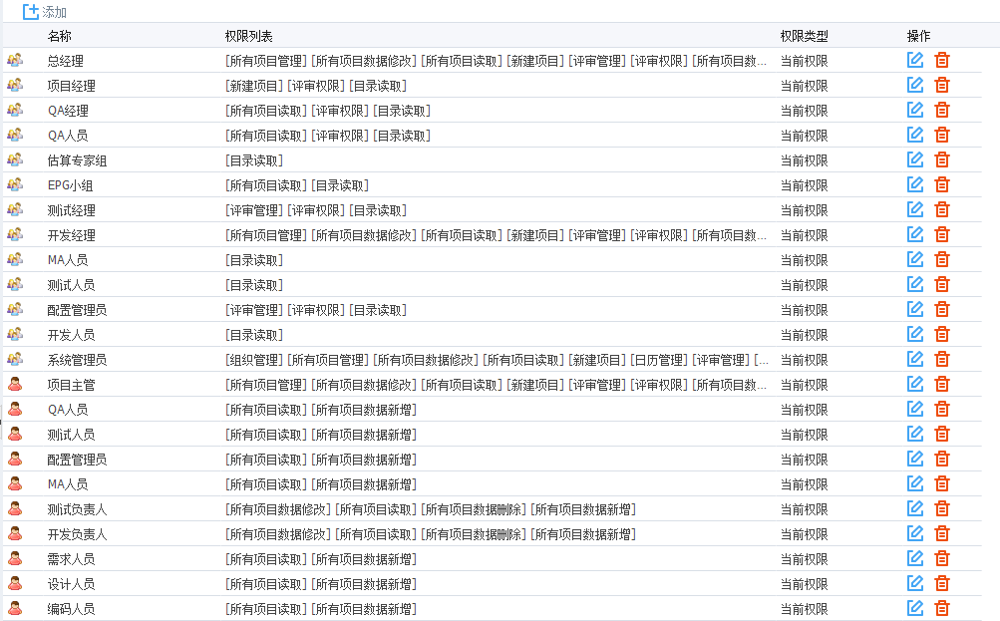 添加
名称 权限列表 权限类型 操作
总经理 [所有项目管理] [所有项目数据修改] [所有项目读取] [新建项目] [评审管理] [评审权限] [所有项目数... 当前权限
项目经理 [新建项目] [评审权限] [目录读取] 当前权限
QA经理 [所有项目读取] [评审权限] [目录读取] 当前权限
QA人员 [所有项目读取] [评审权限] [目录读取] 当前权限
估算专家组 [目录读取] 当前权限
EPG小组 [所有项目读取] [目录读取] 当前权限
测试经理 [评审管理] [评审权限] [目录读取] 当前权限
开发经理 [所有项目管理] [所有项目数据修改] [所有项目读取] [新建项目] [评审管理] [评审权限] [所有项目数... 当前权限
MA人员 [目录读取] 当前权限
测试人员 [目录读取] 当前权限
配置管理员 [评审管理] [评审权限] [目录读取] 当前权限
开发人员 [目录读取] 当前权限
系统管理员 [组织管理] [所有项目管理] [所有项目数据修改] [所有项目读取] [新建项目] [日历管理] [评审管理] [... 当前权限
项目主管 [所有项目管理] [所有项目数据修改] [所有项目读取] [新建项目] [评审管理] [评审权限] [所有项目数... 当前权限
QA人员 [所有项目读取] [所有项目数据新增] 当前权限
测试人员 [所有项目读取] [所有项目数据新增] 当前权限
配置管理员 [所有项目读取] [所有项目数据新增] 当前权限
MA人员 [所有项目读取] [所有项目数据新增] 当前权限
测试负责人 [所有项目数据修改] [所有项目读取] [所有项目数据删除] [所有项目数据新增] 当前权限
开发负责人 [所有项目数据修改] [所有项目读取] [所有项目数据删除] [所有项目数据新增] 当前权限
需求人员 [所有项目读取] [所有项目数据新增] 当前权限
设计人员 [所有项目读取] [所有项目数据新增] 当前权限
编码人员 [所有项目读取] [所有项目数据新增] 当前权限